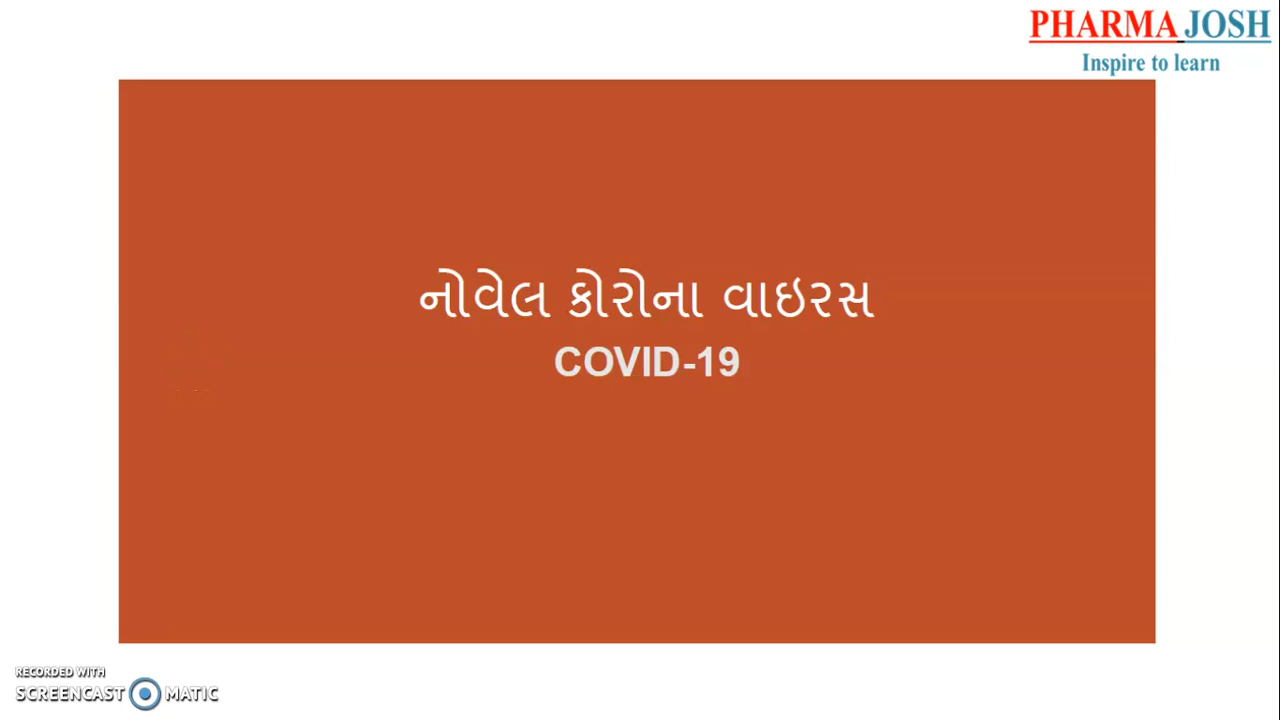 PHARMA JOSH
Inspire to learn
નોવેલ કોરોના વાઇરસ
COVID-19
RECORDED WITH
SCREENCAST MATIC